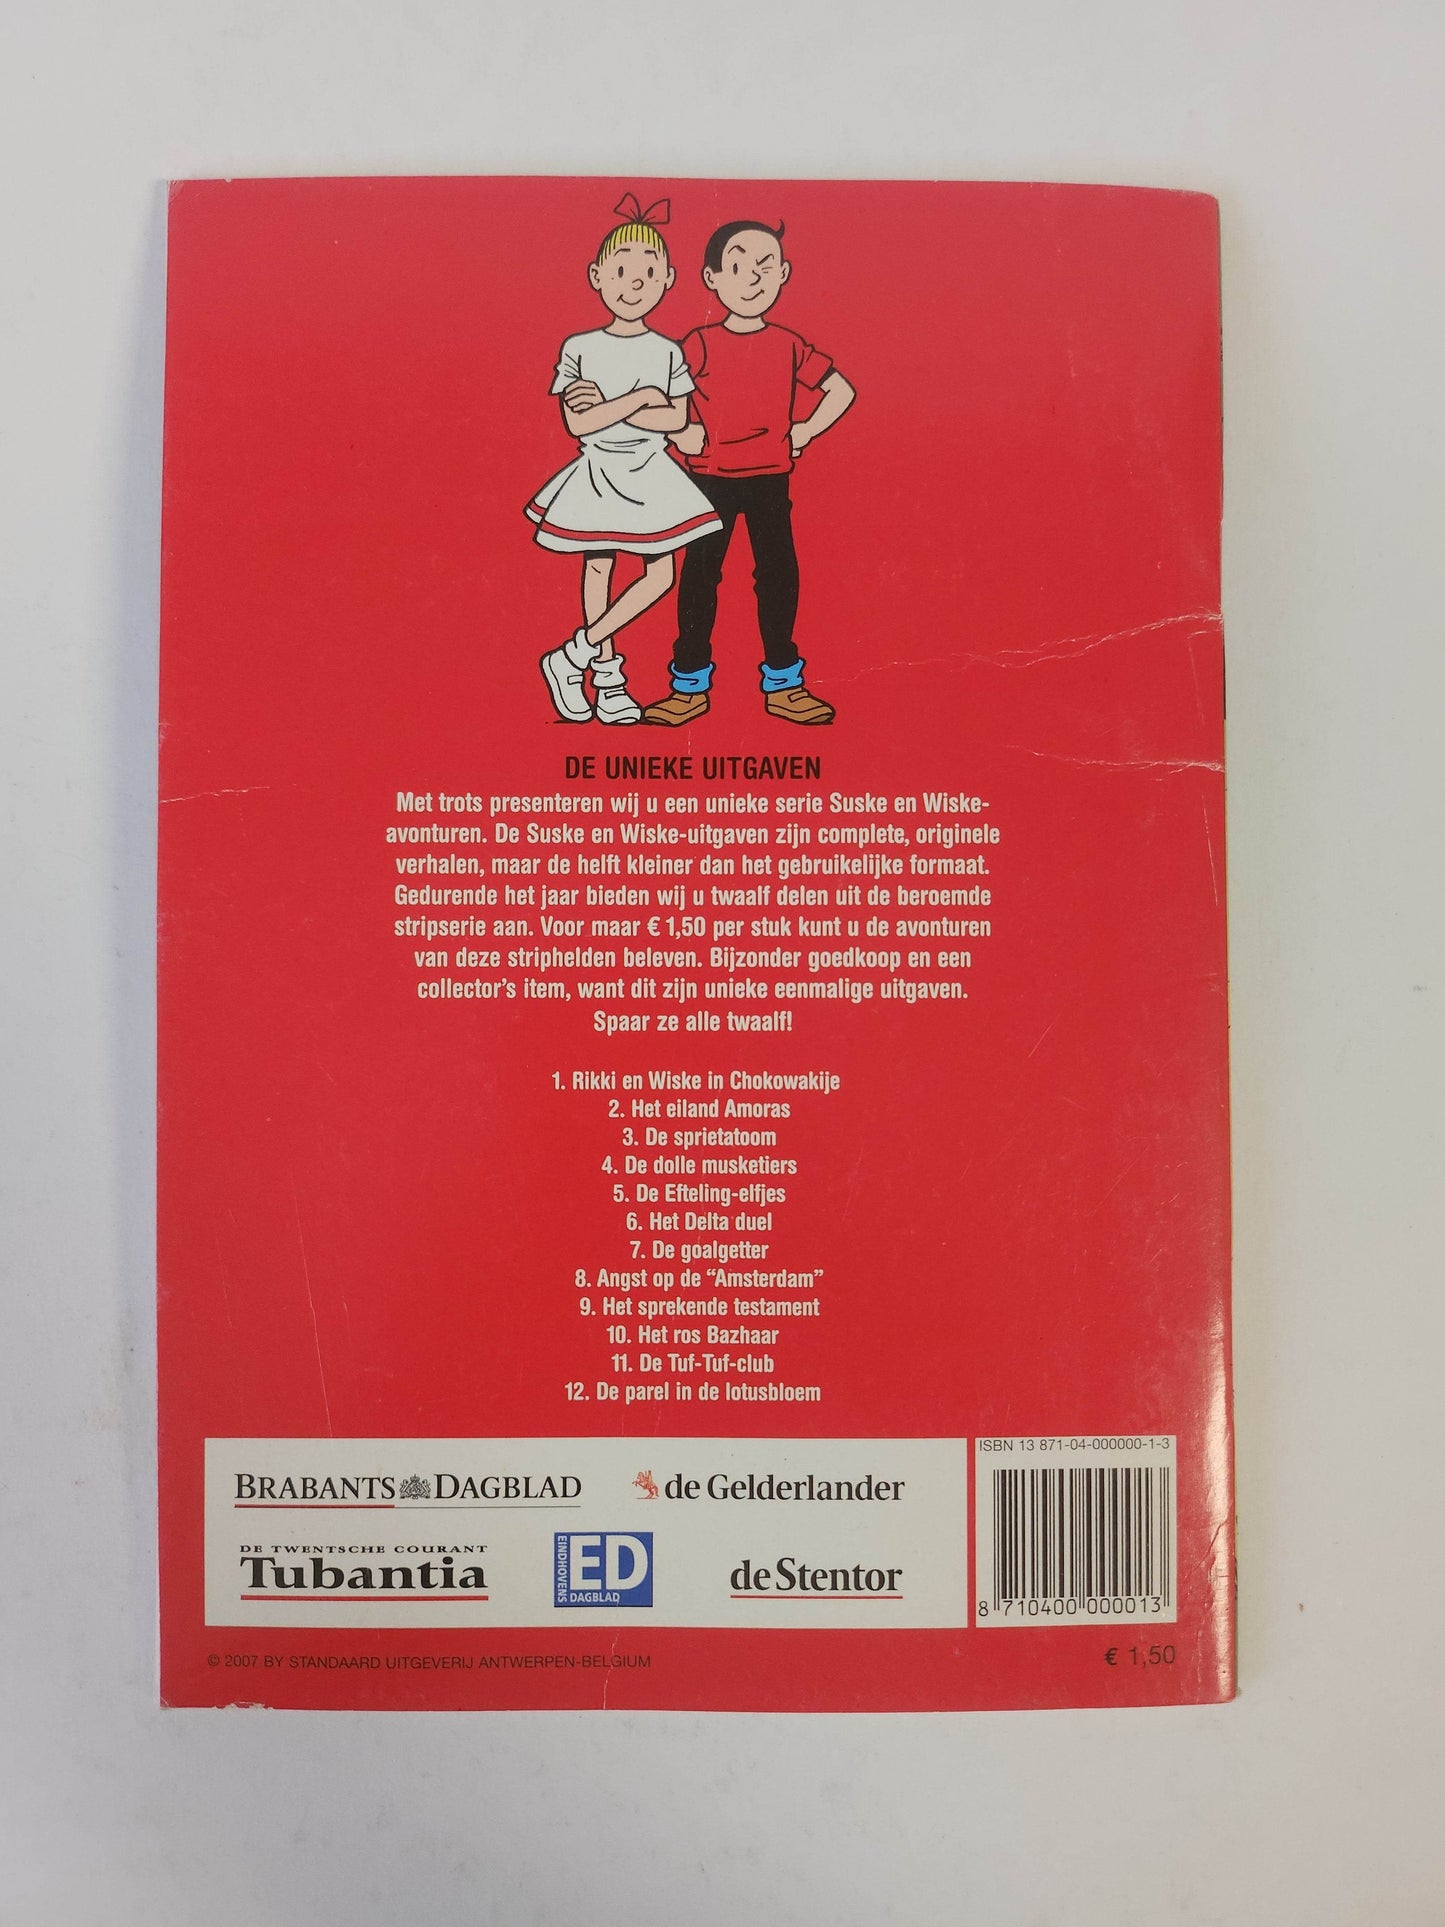 DE UNIEKE UITGAVEN
Met trots presenteren wij u een unieke serie Suske en Wiske-
avonturen. De Suske en Wiske-uitgaven zijn complete, originele
verhalen, maar de helft kleiner dan het gebruikelijke formaat.
Gedurende het jaar bieden wij u twaalf delen uit de beroemde
stripserie aan. Voor maar € 1,50 per stuk kunt u de avonturen
van deze striphelden beleven. Bijzonder goedkoop en een
collector's item, want dit zijn unieke eenmalige uitgaven.
Spaar ze alle twaalf!
1. Rikki en Wiske in Chokowakije
2. Het eiland Amoras
3. De sprietatoom
4. De dolle musketiers
5. De Efteling-elfjes
6. Het Delta duel
7. De goalgetter
8. Angst op de “Amsterdam”
9. Het sprekende testament
10. Het ros Bazhaar
11. De Tuf-Tuf-club
12. De parel in de lotusbloem
BRABANTS DAGBLAD
de Gelderlander
DE TWENTSCHE COURANT
Tubantia
ED
EINDHOVENS
DAGBLAD
de Stentor
ISBN 13 871-04-000000-1-3
8 710400 000013
© 2007 BY STANDAARD UITGEVERIJ ANTWERPEN-BELGIUM
€ 1,50